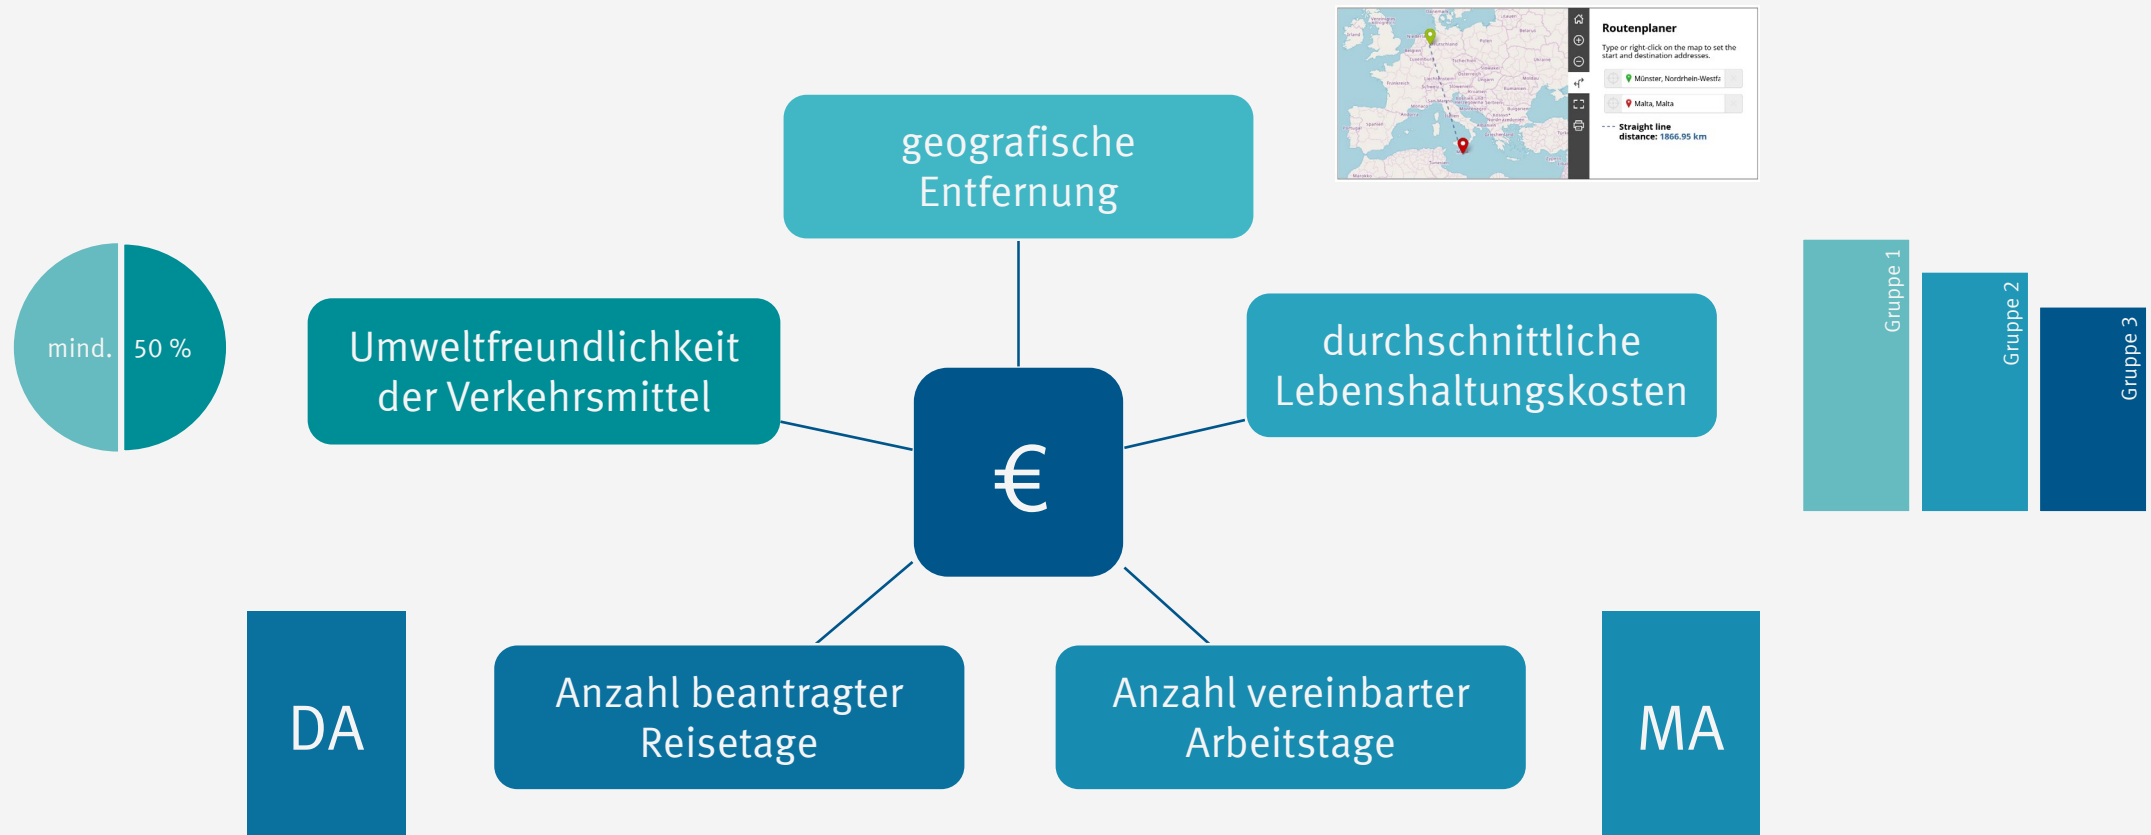 Routenplaner
Type or right-click on the map to set the
start and destination addresses.
Münster, Nordrhein-Westfa
Malta, Malta
Straight line
distance: 1866.95 km
geografische
Entfernung
mind. 50 %
Umweltfreundlichkeit
der Verkehrsmittel
durchschnittliche
Lebenshaltungskosten
Gruppe 1
Gruppe 2
Gruppe 3
€
DA
Anzahl beantragter
Reisetage
Anzahl vereinbarter
Arbeitstage
MA